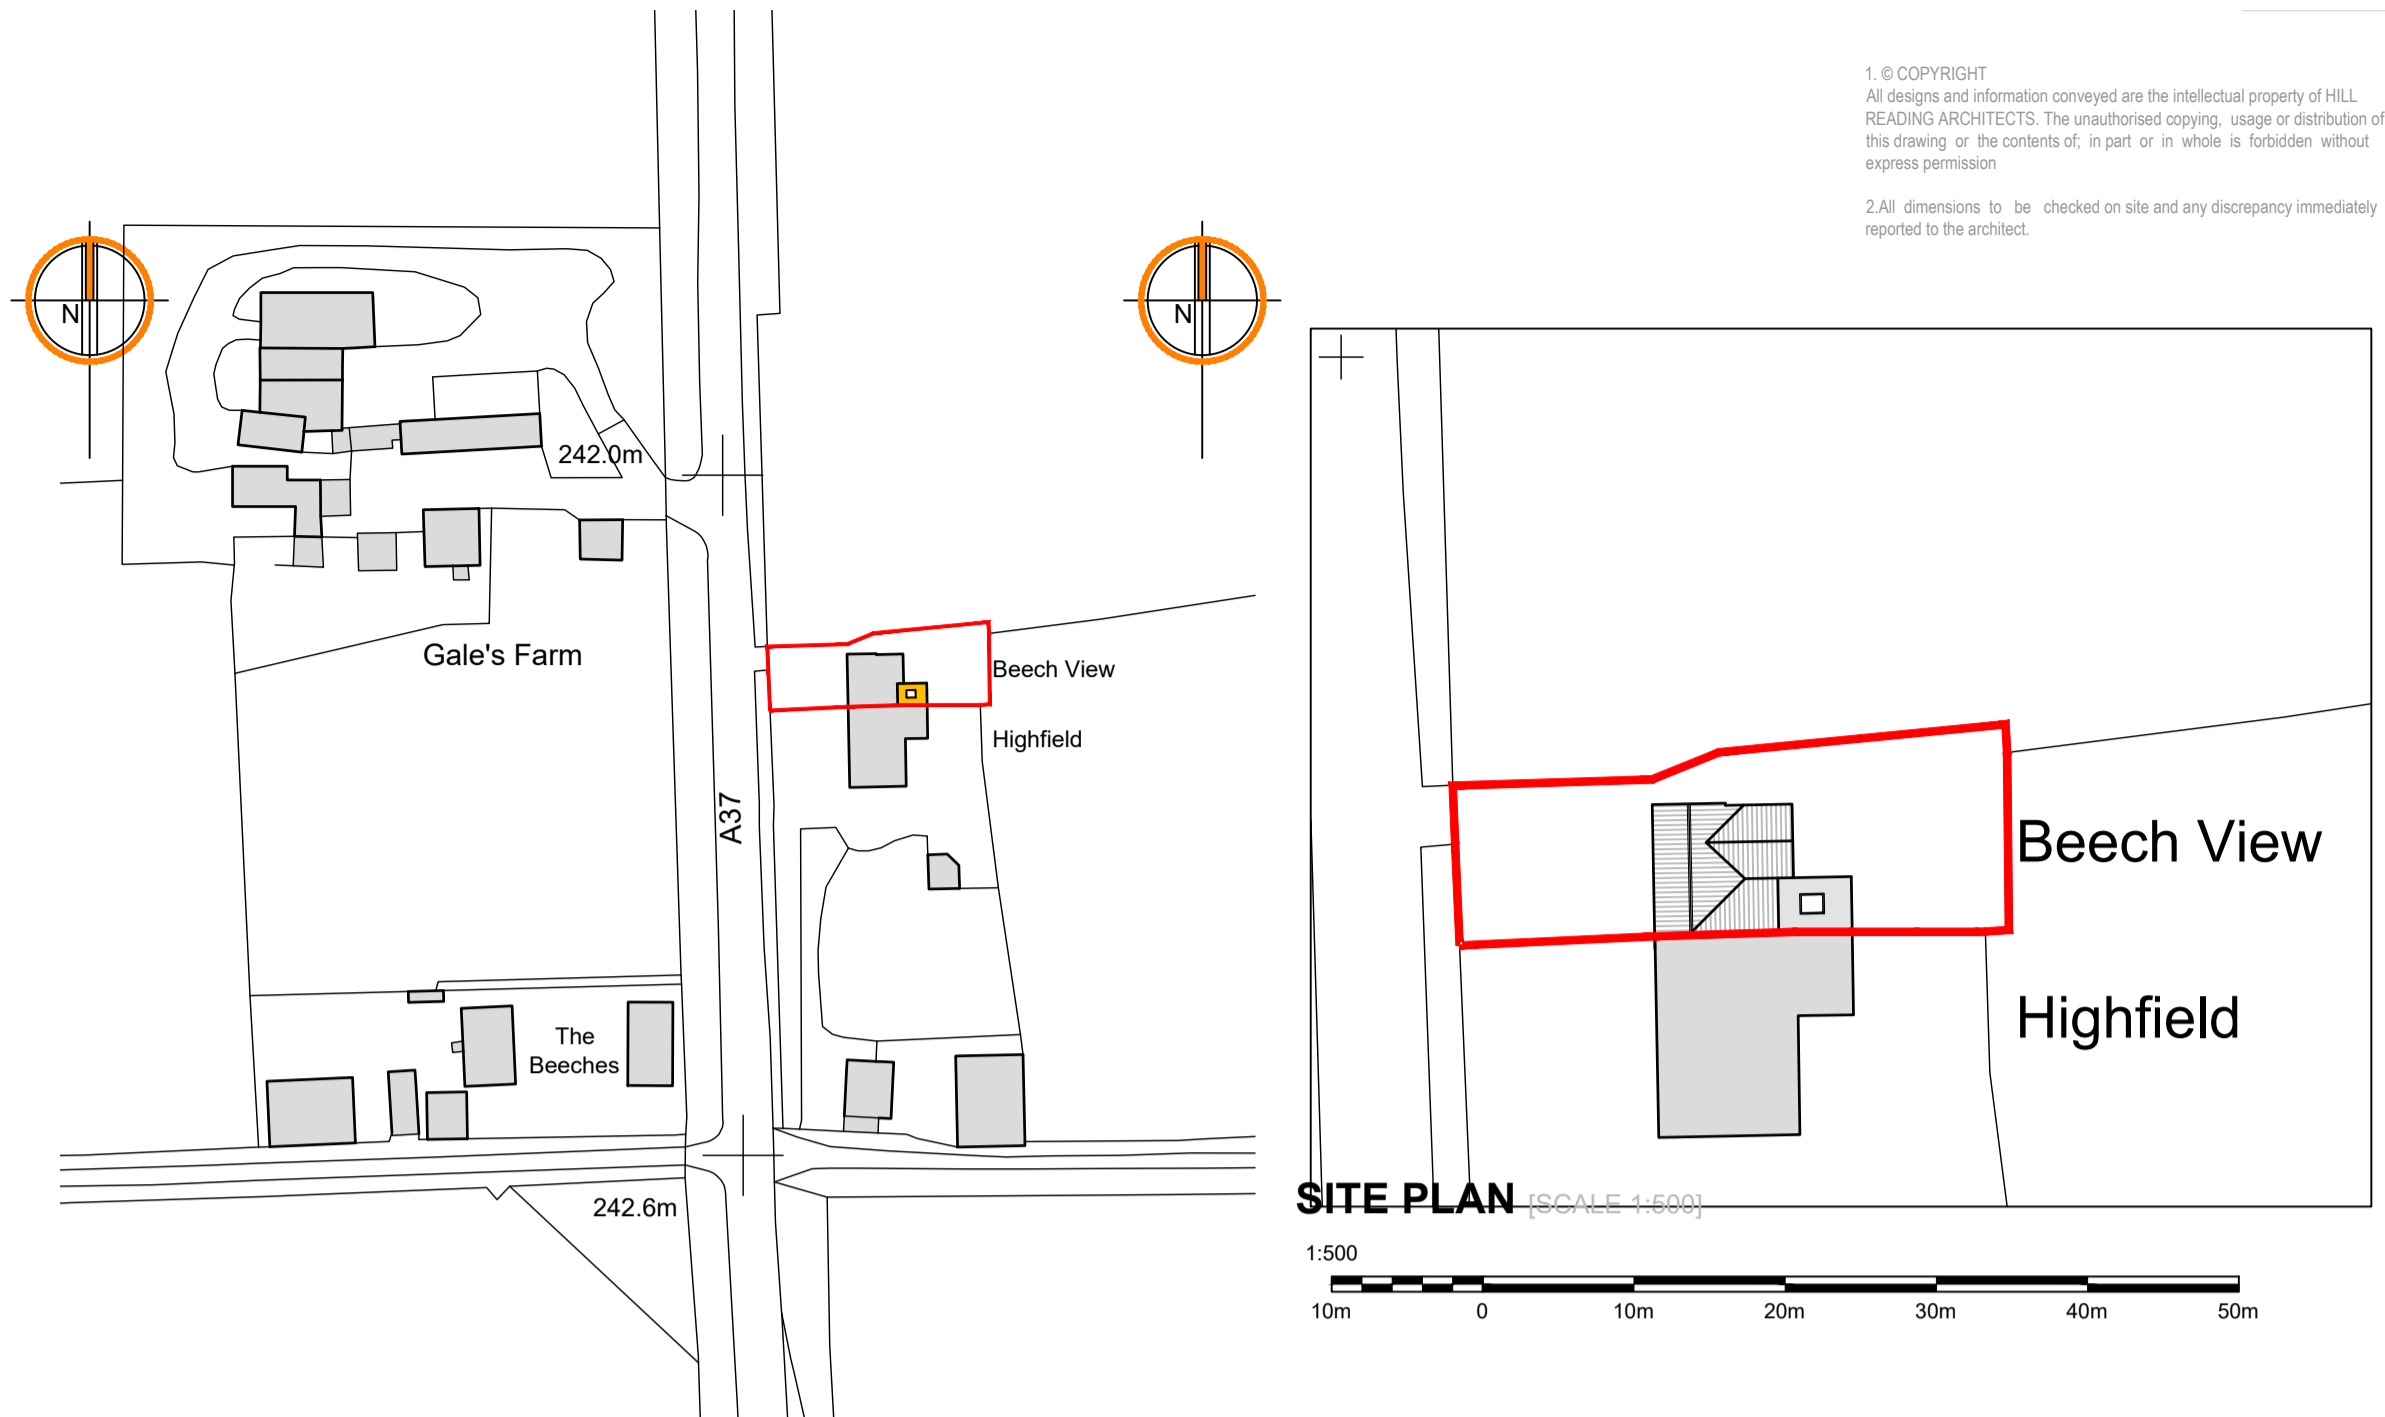 1. © COPYRIGHT
All designs and information conveyed are the intellectual property of HILL
READING ARCHITECTS. The unauthorised copying, usage or distribution of
this drawing or the contents of; in part or in whole is forbidden without
express permission
2.All dimensions to be checked on site and any discrepancy immediately
reported to the architect.
N
N
242.0m
Gale's Farm
Beech View
Highfield
A37
The
Beeches
242.6m
Beech View
Highfield
SITE PLAN [SCALE 1:500]
1:500
10m 0 10m 20m 30m 40m 50m